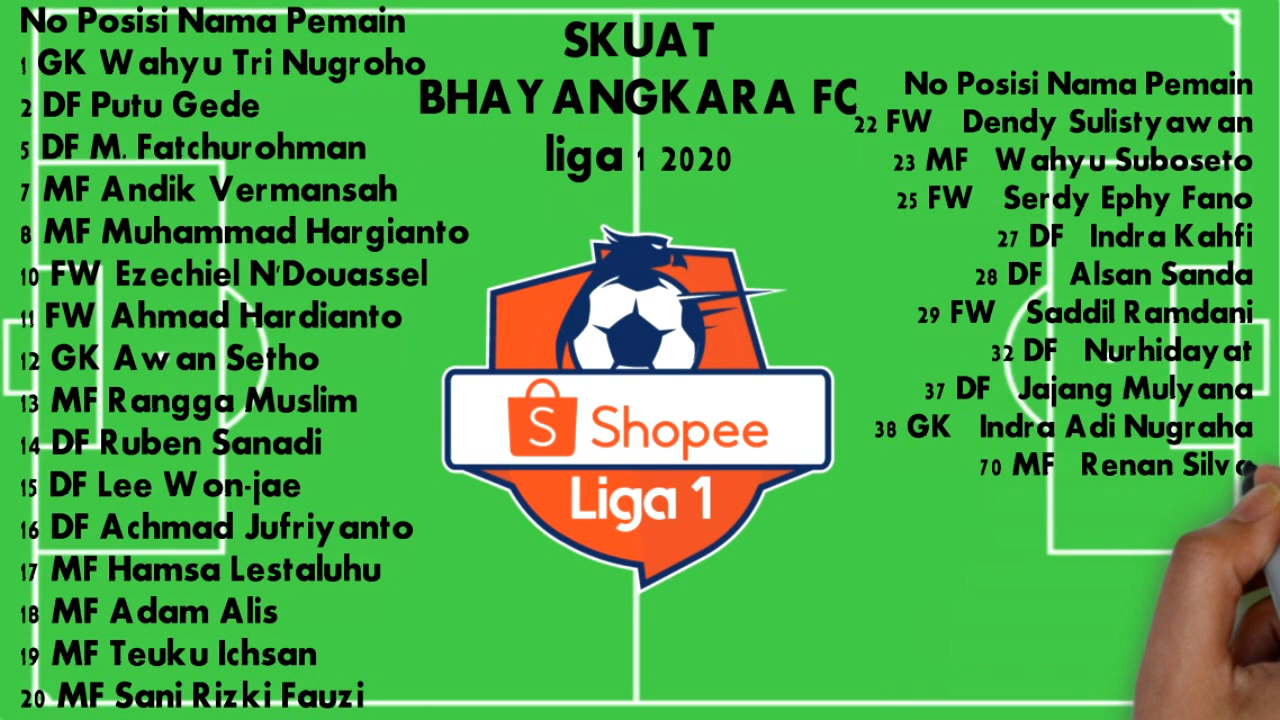 No Posisi Nama Pemain
1 GK Wahyu Tri Nugroho
2 DF Putu Gede
5 DF M. Fatchurohman
7 MF Andik Vermansah
8 MF Muhammad Hargianto
10 FW Ezechiel N'Douassel
11 FW Ahmad Hardianto
12 GK Awan Setho
13 MF Rangga Muslim
14 DF Ruben Sanadi
15 DF Lee Won-jae
16 DF Achmad Jufriyanto
17 MF Hamsa Lestaluhu
18 MF Adam Alis
19 MF Teuku Ichsan
20 MF Sani Rizki Fauzi
SKUAT
BHAYANGKARA FC
liga 1 2020
S Shopee
Liga 1
No Posisi Nama Pemain
22 FW Dendy Sulistyawan
23 MF Wahyu Suboseto
25 FW Serdy Ephy Fano
27 DF Indra Kahfi
28 DF Alsan Sanda
29 FW Saddil Ramdani
32 DF Nurhidayat
37 DF Jajang Mulyana
38 GK Indra Adi Nugraha
70 MF Renan Silva